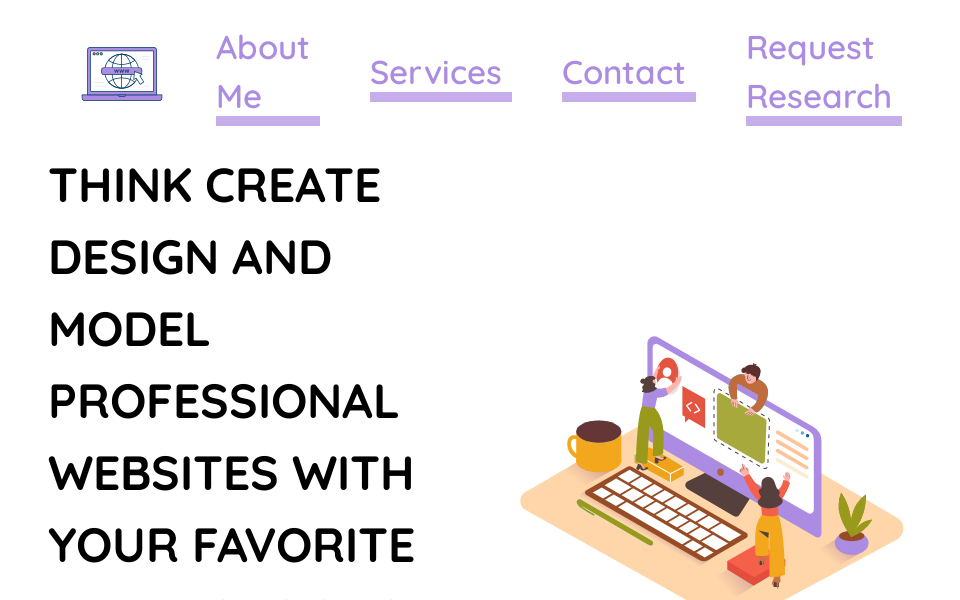 www
About
Me
Services
Contact
Request
Research
THINK CREATE
DESIGN AND
MODEL
PROFESSIONAL
WEBSITES WITH
YOUR FAVORITE